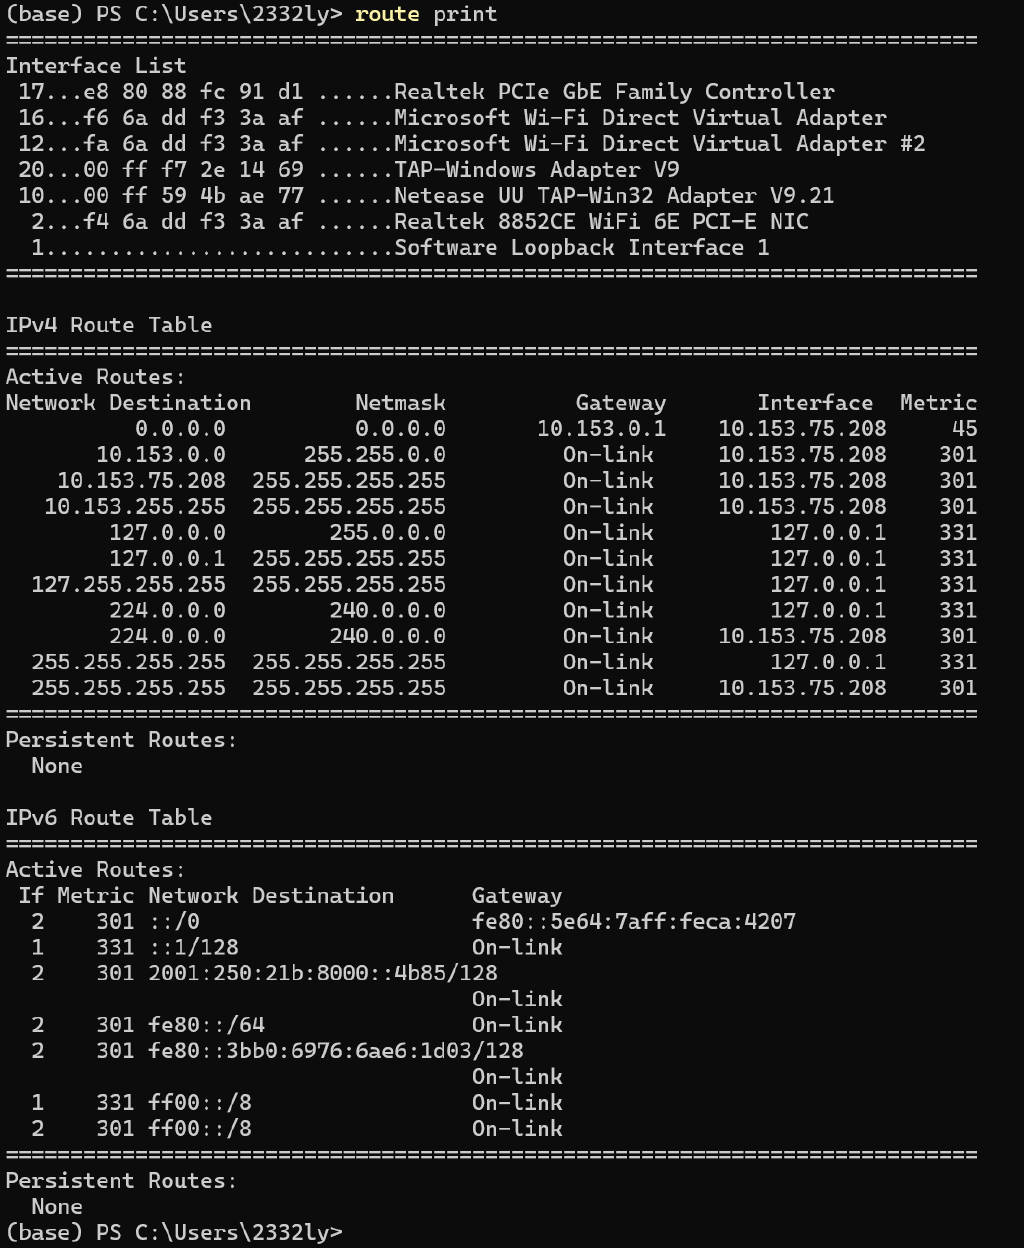 (base) PS C:\Users\2332ly> route print
===========================================================================
Interface List
 17...e8 80 88 fc 91 d1 ......Realtek PCIe GbE Family Controller
 16...f6 6a dd f3 3a af ......Microsoft Wi-Fi Direct Virtual Adapter
 12...fa 6a dd f3 3a af ......Microsoft Wi-Fi Direct Virtual Adapter #2
 20...00 ff f7 2e 14 69 ......TAP-Windows Adapter V9
 10...00 ff 59 4b ae 77 ......Netease UU TAP-Win32 Adapter V9.21
  2...f4 6a dd f3 3a af ......Realtek 8852CE WiFi 6E PCI-E NIC
  1...........................Software Loopback Interface 1
===========================================================================

IPv4 Route Table
===========================================================================
Active Routes:
Network Destination        Netmask          Gateway       Interface  Metric
          0.0.0.0          0.0.0.0       10.153.0.1    10.153.75.208     45
       10.153.0.0      255.255.0.0         On-link     10.153.75.208    301
    10.153.75.208  255.255.255.255         On-link     10.153.75.208    301
   10.153.255.255  255.255.255.255         On-link     10.153.75.208    301
        127.0.0.0        255.0.0.0         On-link         127.0.0.1    331
        127.0.0.1  255.255.255.255         On-link         127.0.0.1    331
  127.255.255.255  255.255.255.255         On-link         127.0.0.1    331
        224.0.0.0        240.0.0.0         On-link         127.0.0.1    331
        224.0.0.0        240.0.0.0         On-link     10.153.75.208    301
  255.255.255.255  255.255.255.255         On-link         127.0.0.1    331
  255.255.255.255  255.255.255.255         On-link     10.153.75.208    301
===========================================================================
Persistent Routes:
  None

IPv6 Route Table
===========================================================================
Active Routes:
 If Metric Network Destination      Gateway
  2    301 ::/0                     fe80::5e64:7aff:feca:4207
  1    331 ::1/128                  On-link
  2    301 2001:250:21b:8000::4b85/128
                                    On-link
  2    301 fe80::/64                On-link
  2    301 fe80::3bb0:6976:6ae6:1d03/128
                                    On-link
  1    331 ff00::/8                 On-link
  2    301 ff00::/8                 On-link
===========================================================================
Persistent Routes:
  None
(base) PS C:\Users\2332ly>